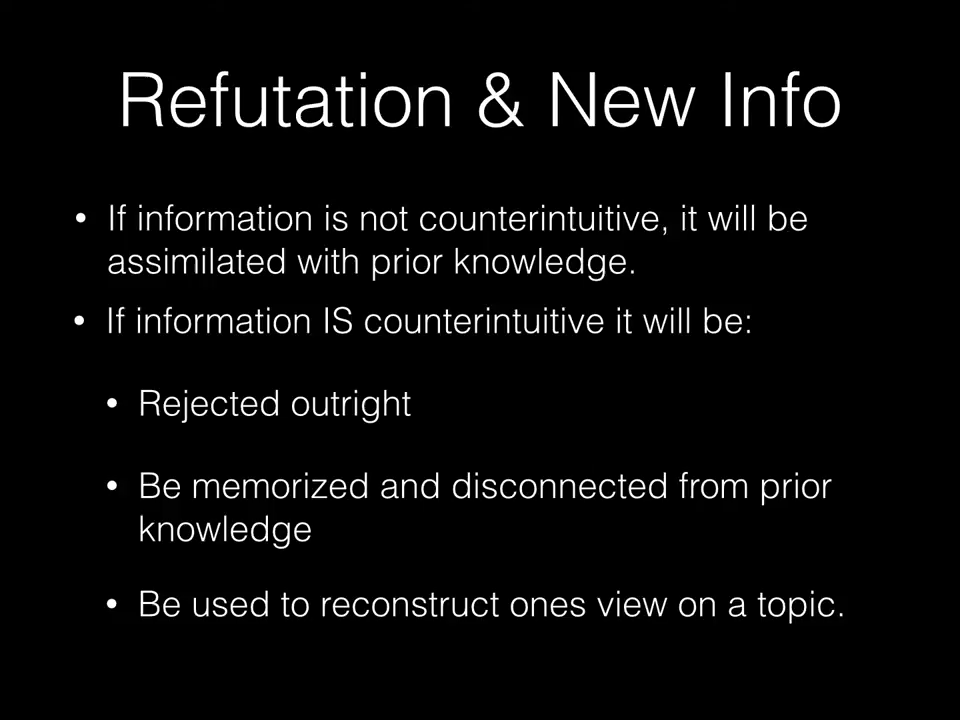 Refutation & New Info
• If information is not counterintuitive, it will be
assimilated with prior knowledge.
• If information IS counterintuitive it will be:
• Rejected outright
• Be memorized and disconnected from prior
knowledge
• Be used to reconstruct ones view on a topic.